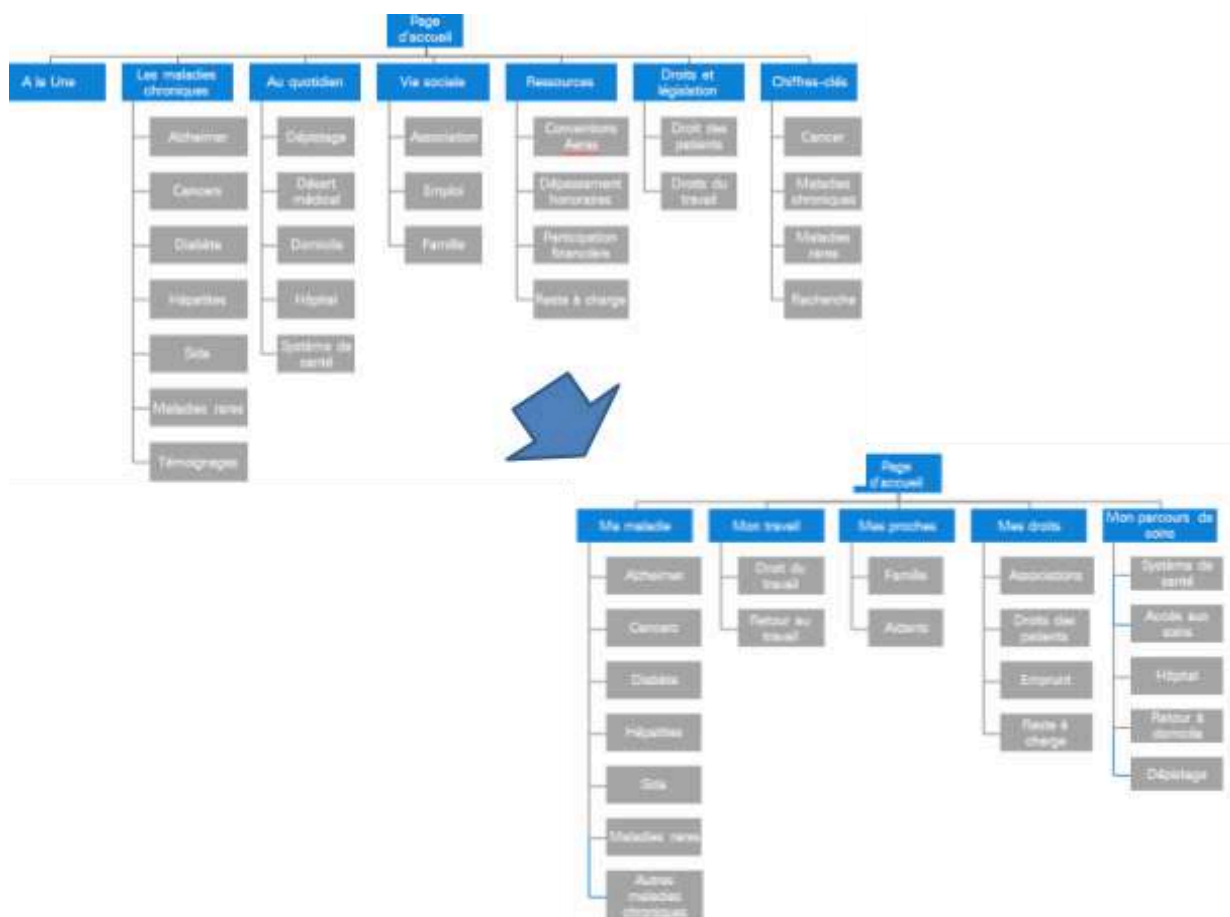 Page
d'accueil
A la Une
Les maladies
chroniques
Au quotidien
Vie sociale
Ressources
Droits et
législation
Chiffres-clés
Alzheimer
Cancers
Diabète
Hépatites
Sida
Maladies rares
Témoignages
Dépistage
Désert
médical
Domicile
Hôpital
Système de
santé
Association
Emploi
Famille
Conventions
Aeras
Dépassement
honoraires
Participation
financière
Reste à charge
Droit des
patients
Droits du
travail
Cancer
Maladies
chroniques
Maladies
rares
Recherche
Page
d'accueil
Ma maladie
Mon travail
Mes proches
Mes droits
Mon parcours de
soins
Alzheimer
Cancers
Diabète
Hépatites
Sida
Maladies rares
Autres
maladies
chroniques
Droit du
travail
Retour au
travail
Famille
Aidants
Associations
Droits des
patients
Emprunt
Reste à
charge
Système de
santé
Accès aux
soins
Hôpital
Retour à
domicile
Dépistage